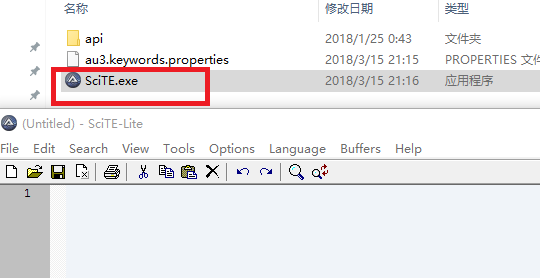 名称 修改日期 类型
api 2018/1/25 0:43 文件夹
au3.keywords.properties 2018/3/15 21:15 PROPERTIES 文件
SciTE.exe 2018/3/15 21:16 应用程序
(Untitled) - SciTE-Lite
File Edit Search View Tools Options Language Buffers Help
1